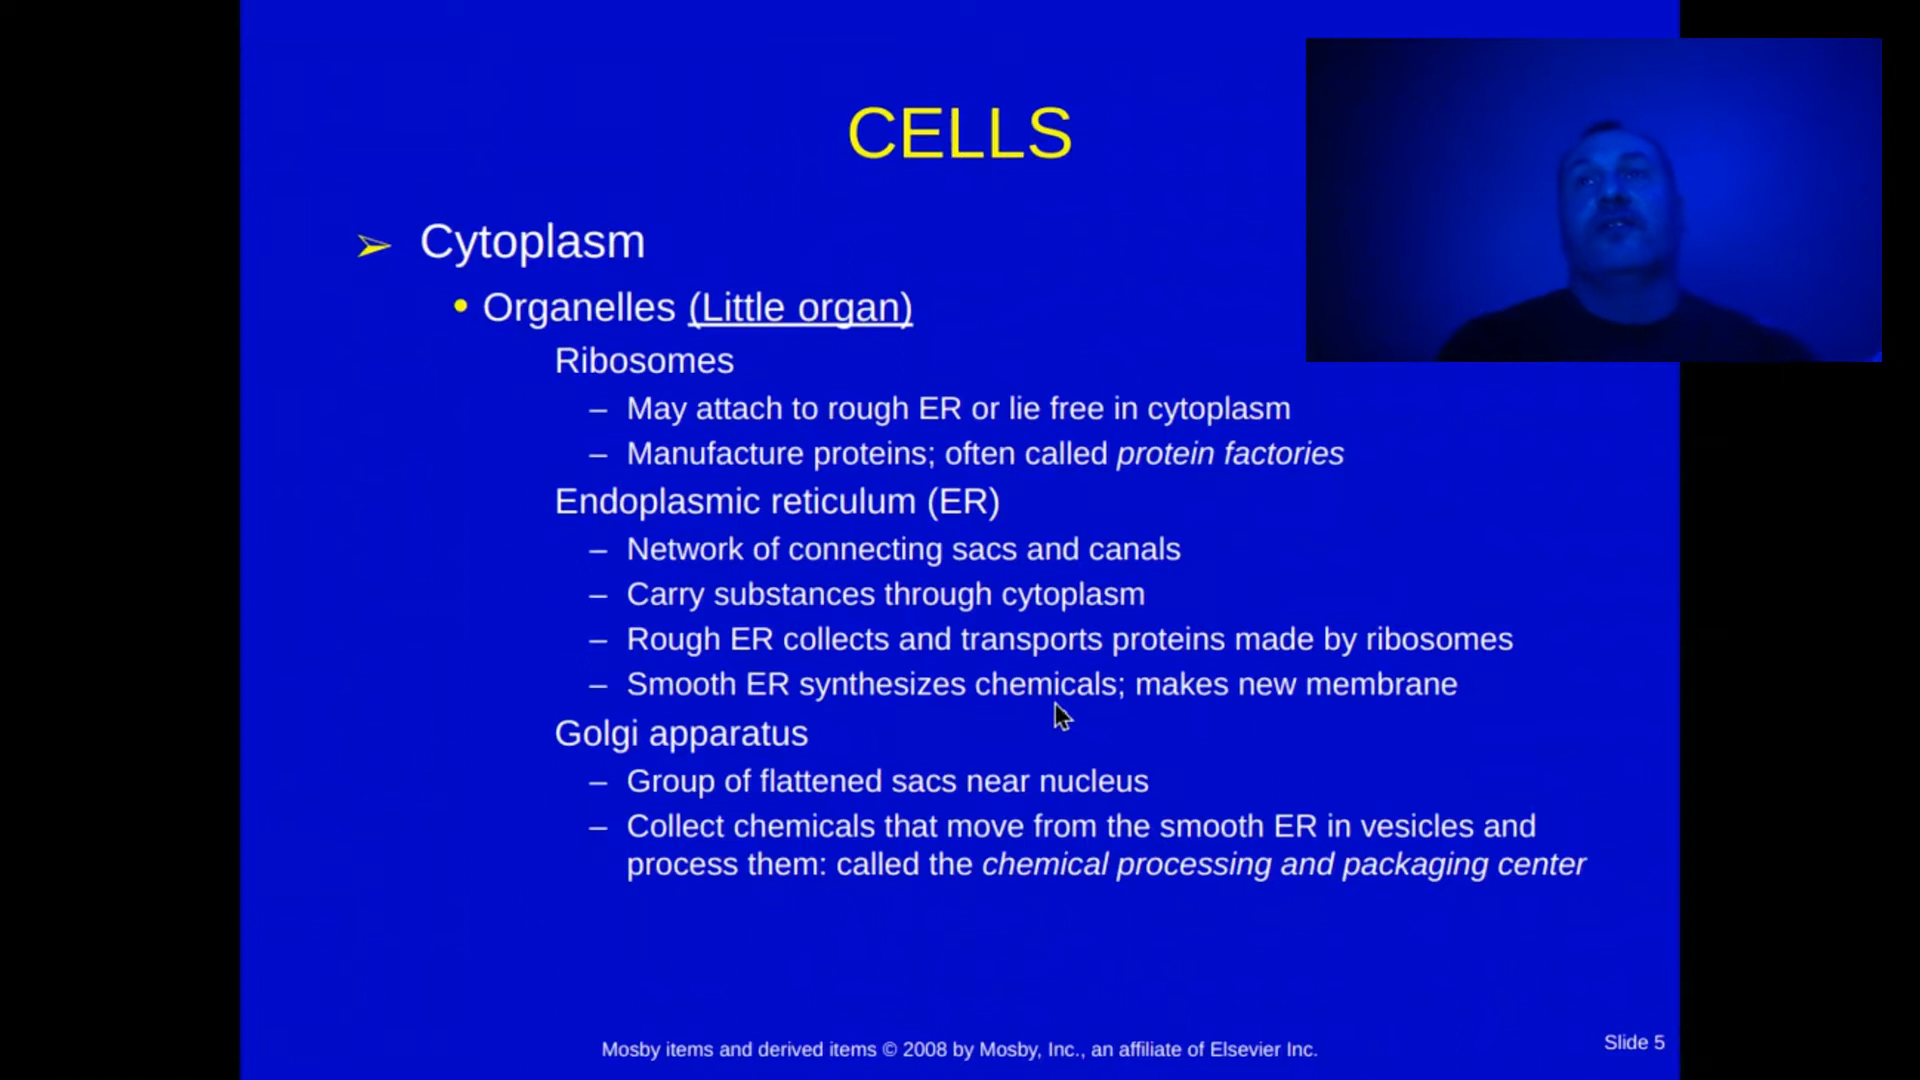 CELLS
➢ Cytoplasm
• Organelles (Little organ)
Ribosomes
– May attach to rough ER or lie free in cytoplasm
– Manufacture proteins; often called protein factories
Endoplasmic reticulum (ER)
– Network of connecting sacs and canals
– Carry substances through cytoplasm
– Rough ER collects and transports proteins made by ribosomes
– Smooth ER synthesizes chemicals; makes new membrane
Golgi apparatus
– Group of flattened sacs near nucleus
– Collect chemicals that move from the smooth ER in vesicles and
process them: called the chemical processing and packaging center
Mosby items and derived items © 2008 by Mosby, Inc., an affiliate of Elsevier Inc.
Slide 5